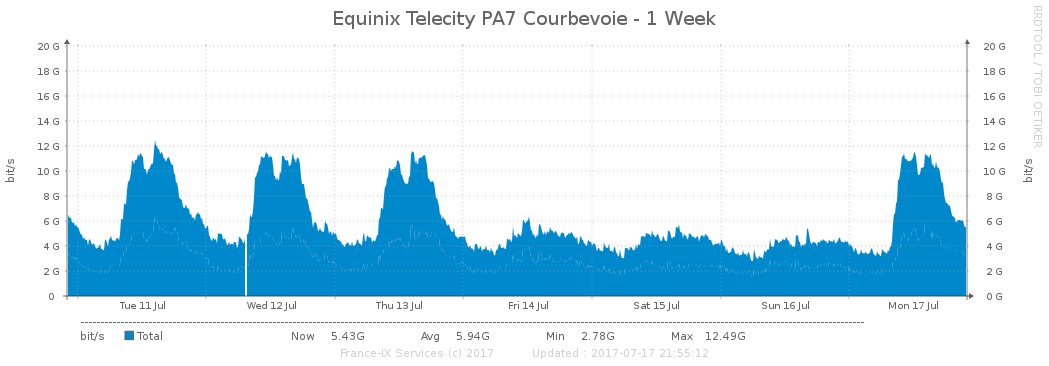 Equinix Telecity PA7 Courbevoie - 1 Week
RRDTOOL / TOBI OETIKER
bit/s
20 G 20 G
18 G 18 G
16 G 16 G
14 G 14 G
12 G 12 G
10 G 10 G
8 G 8 G
6 G 6 G
4 G 4 G
2 G 2 G
0 0 G
bit/s
Tue 11 Jul Wed 12 Jul Thu 13 Jul Fri 14 Jul Sat 15 Jul Sun 16 Jul Mon 17 Jul
bit/s Total Now 5.43G Avg 5.94G Min 2.78G Max 12.49G
France-IX Services (c) 2017 Updated : 2017-07-17 21:55:12